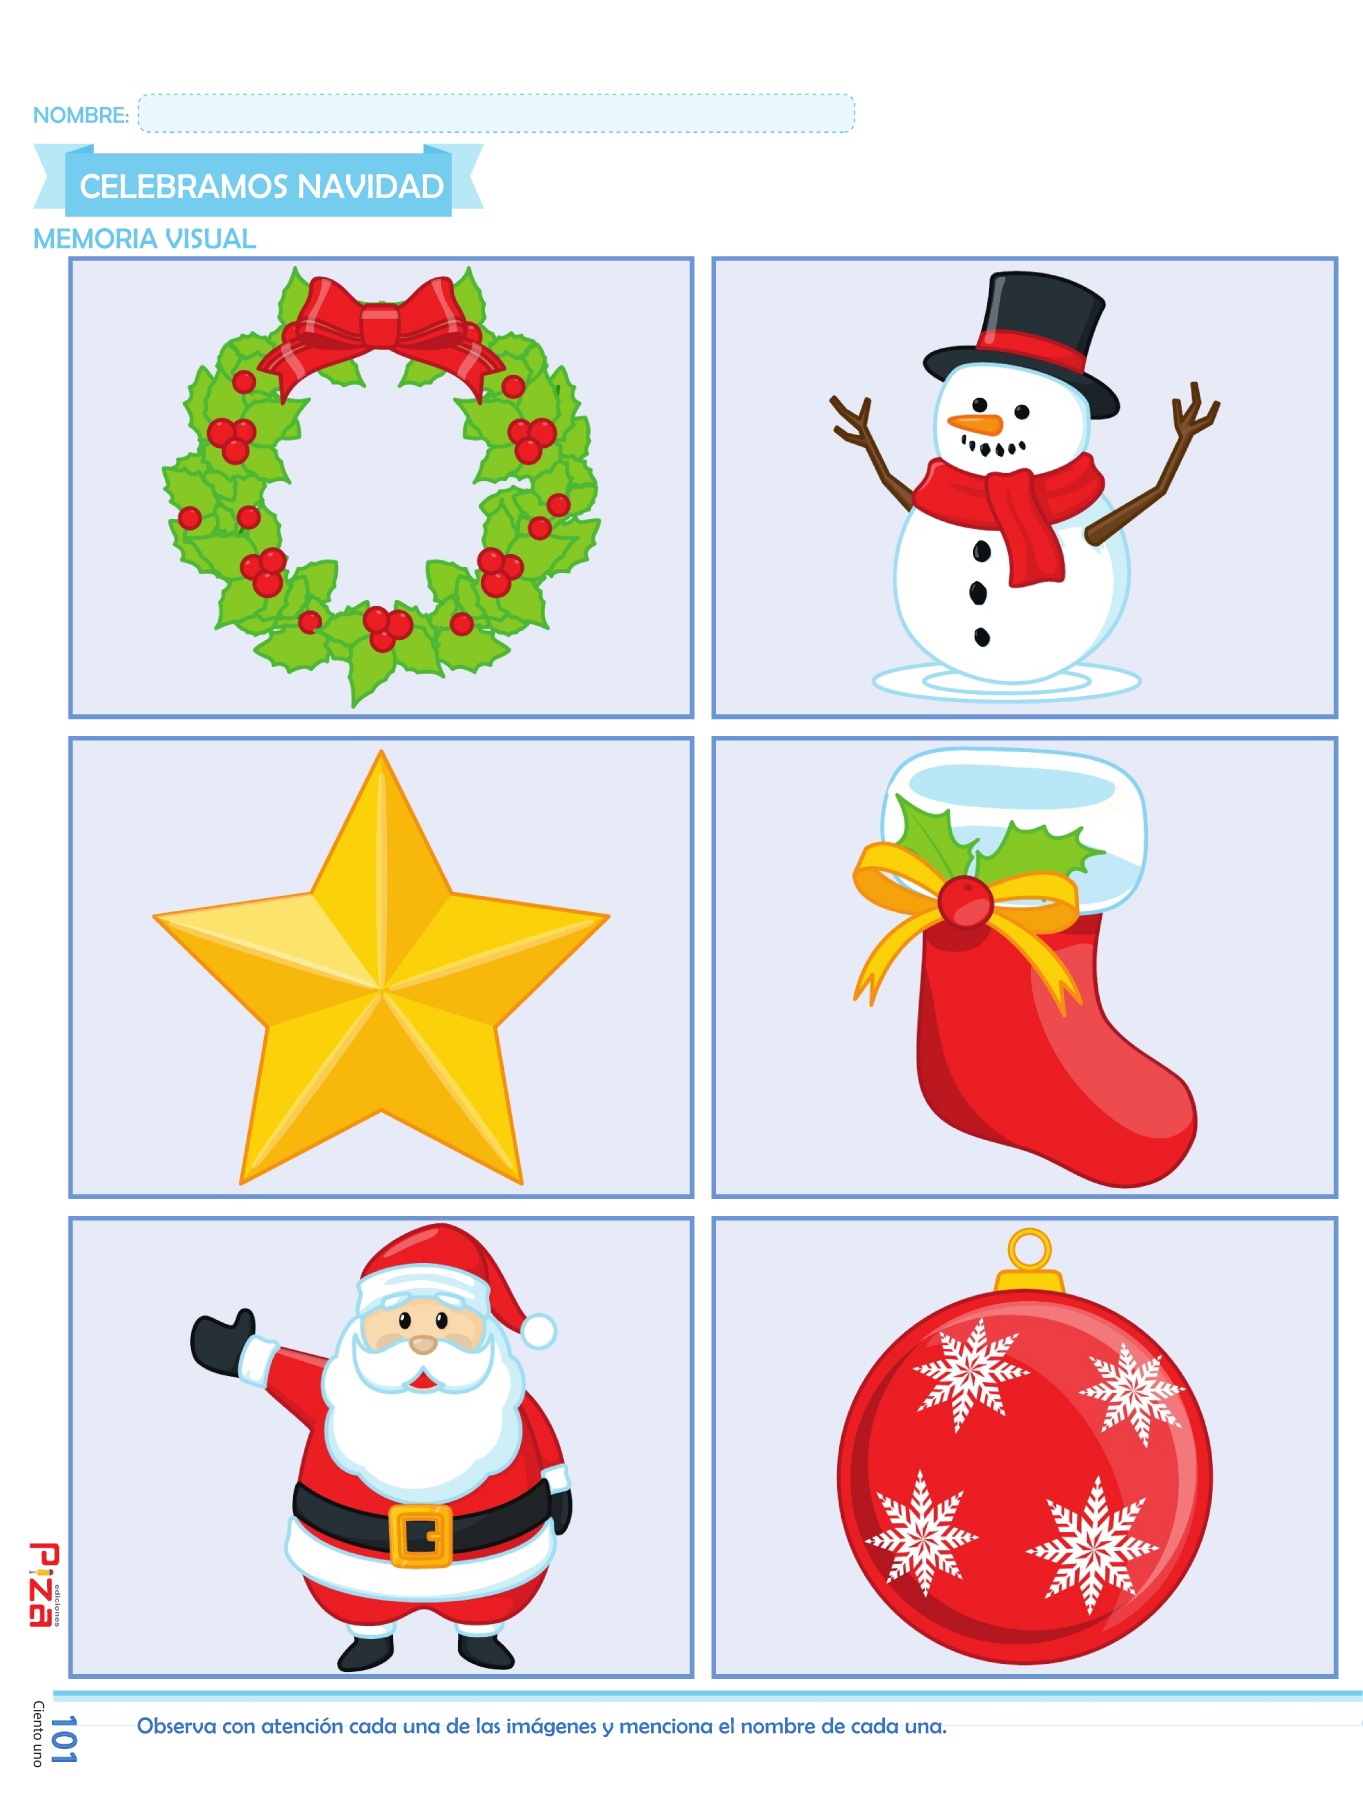 NOMBRE:
CELEBRAMOS NAVIDAD
MEMORIA VISUAL
Piza
ediciones
101
Ciento uno
Observa con atención cada una de las imágenes y menciona el nombre de cada una.